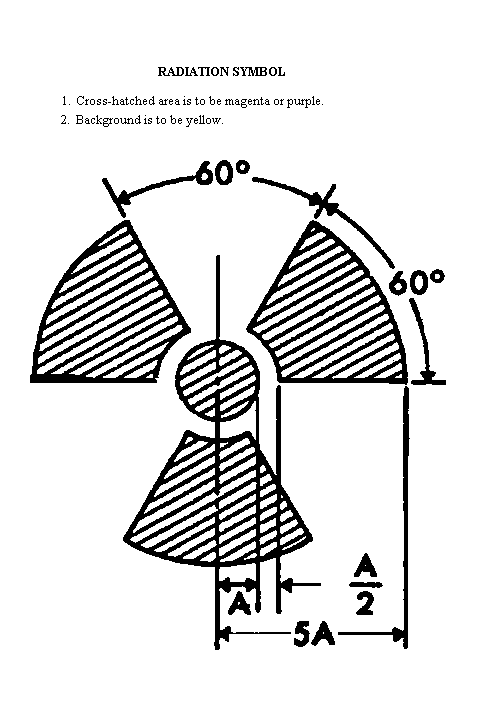 RADIATION SYMBOL
1. Cross-hatched area is to be magenta or purple.
2. Background is to be yellow.
60°
60°
A
A
2
5A